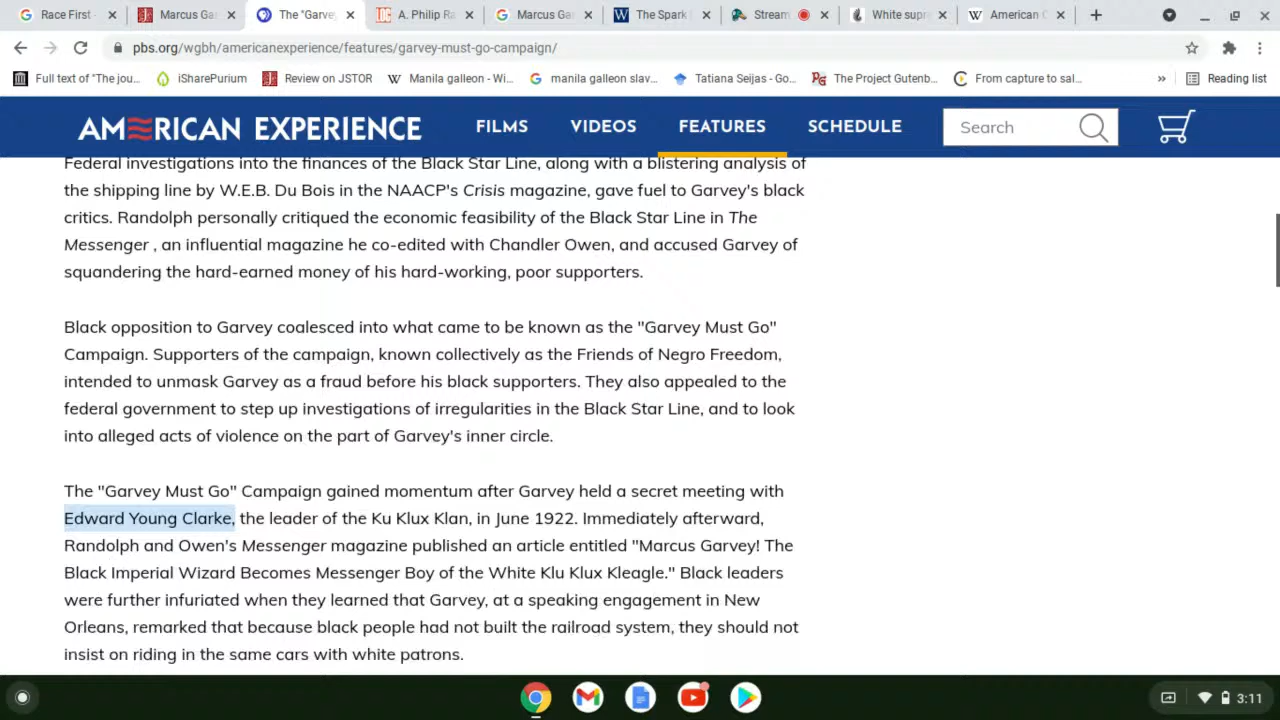 Race First -
Marcus Ga
The "Garvey
A. Philip Ra
Marcus Ga
The Spark
Stream
White supr
American C
pbs.org/wgbh/americanexperience/features/garvey-must-go-campaign/
Full text of "The jou...
iSharePurium
Review on JSTOR
Manila galleon - Wi...
manila galleon slav...
Tatiana Seijas - Go...
The Project Gutenb...
From capture to sal...
»
Reading list
AMERICAN EXPERIENCE
FILMS
VIDEOS
FEATURES
SCHEDULE
Search
Federal investigations into the finances of the Black Star Line, along with a blistering analysis of
the shipping line by W.E.B. Du Bois in the NAACP's Crisis magazine, gave fuel to Garvey's black
critics. Randolph personally critiqued the economic feasibility of the Black Star Line in The
Messenger , an influential magazine he co-edited with Chandler Owen, and accused Garvey of
squandering the hard-earned money of his hard-working, poor supporters.
Black opposition to Garvey coalesced into what came to be known as the "Garvey Must Go"
Campaign. Supporters of the campaign, known collectively as the Friends of Negro Freedom,
intended to unmask Garvey as a fraud before his black supporters. They also appealed to the
federal government to step up investigations of irregularities in the Black Star Line, and to look
into alleged acts of violence on the part of Garvey's inner circle.
The "Garvey Must Go" Campaign gained momentum after Garvey held a secret meeting with
Edward Young Clarke, the leader of the Ku Klux Klan, in June 1922. Immediately afterward,
Randolph and Owen's Messenger magazine published an article entitled "Marcus Garvey! The
Black Imperial Wizard Becomes Messenger Boy of the White Klu Klux Kleagle." Black leaders
were further infuriated when they learned that Garvey, at a speaking engagement in New
Orleans, remarked that because black people had not built the railroad system, they should not
insist on riding in the same cars with white patrons.
3:11